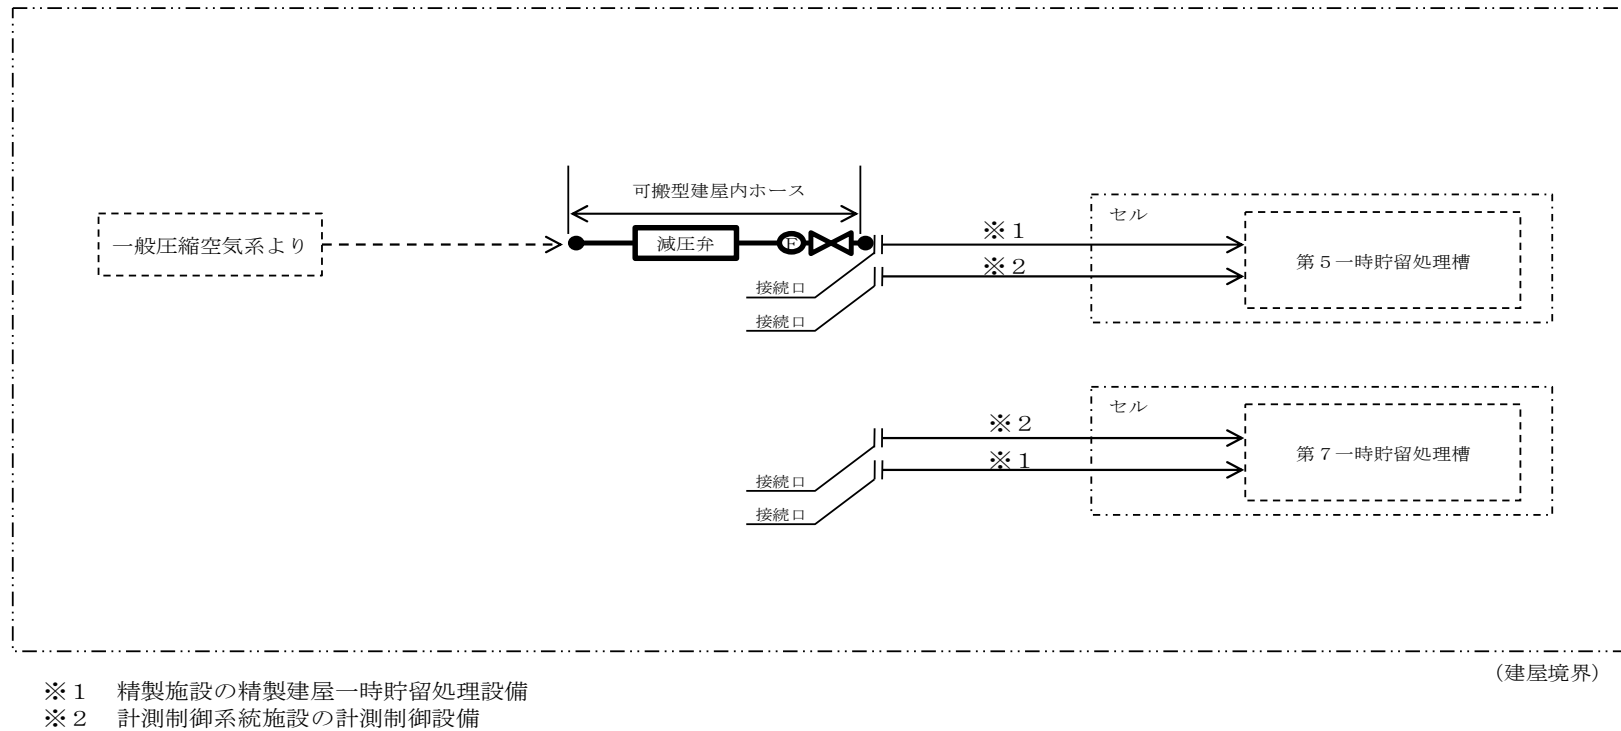 可搬型建屋内ホース
一般圧縮空気系より
減圧弁
F
※1
※2
接続口
接続口
セル
第5一時貯留処理槽
※2
※1
接続口
接続口
セル
第7一時貯留処理槽
(建屋境界)
※1 精製施設の精製建屋一時貯留処理設備
※2 計測制御系統施設の計測制御設備